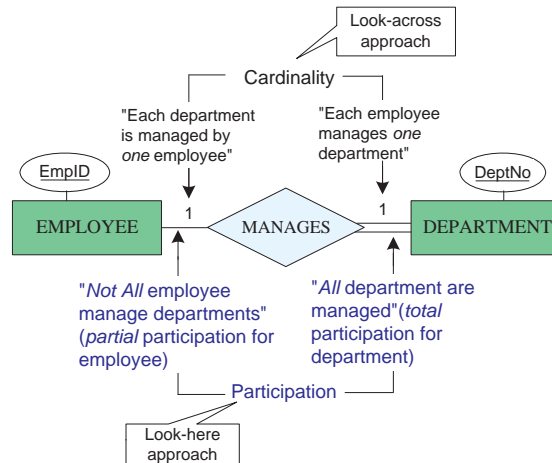 Look-across
approach
Cardinality
"Each department
is managed by
one employee"
"Each employee
manages one
department"
EmpID
DeptNo
1
1
EMPLOYEE
MANAGES
DEPARTMENT
"Not All employee
manage departments"
(partial participation for
employee)
"All department are
managed"(total
participation for
department)
Participation
Look-here
approach